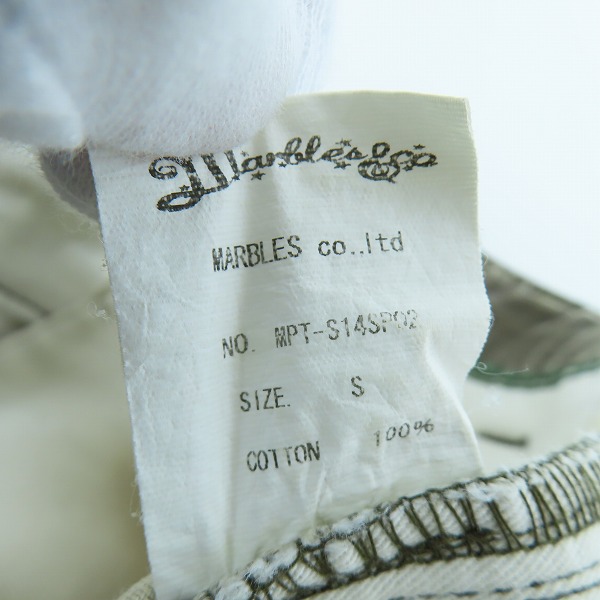 Marbles&co
MARBLES co..ltd
NO. MPT-S14SP02
SIZE. S
COTTON 100%